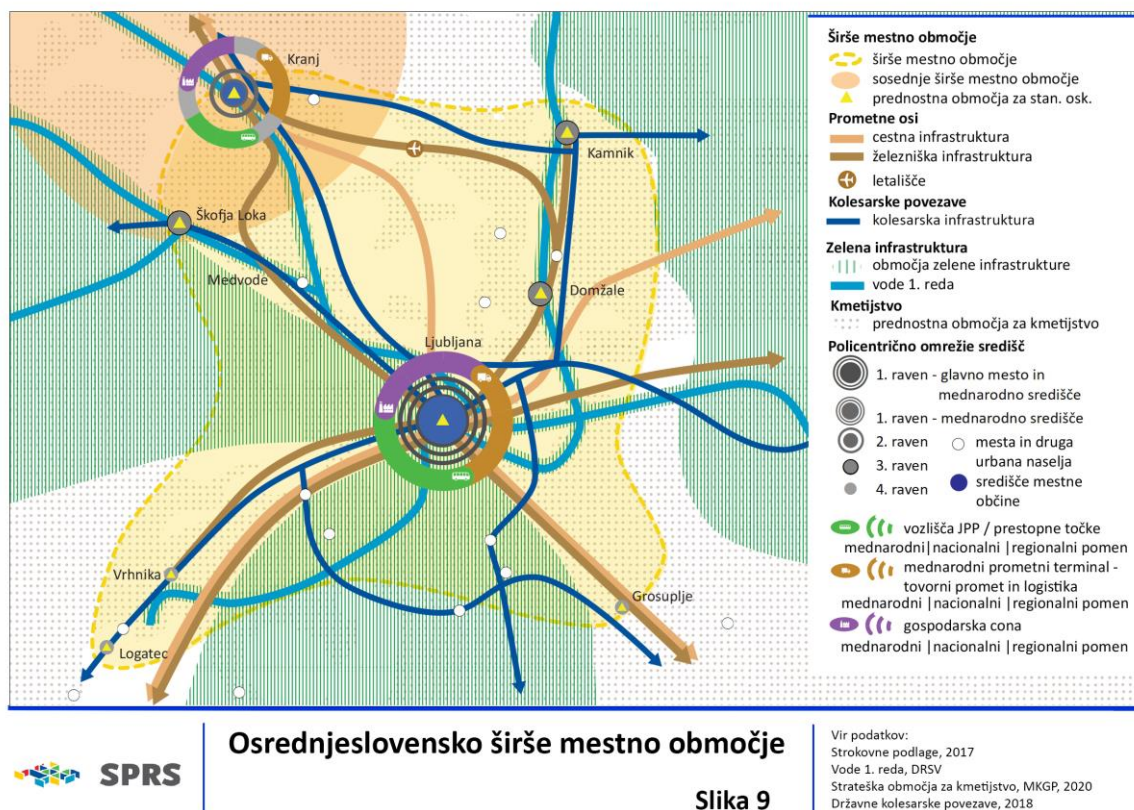 Kranj
Kamnik
Škofja Loka
Medvode
Domžale
Ljubljana
Vrhnika
Grosuplje
Logatec
Širše mestno območje
širše mestno območje
sosednje širše mestno območje
prednostna območja za stan. osk.
Prometne osi
cestna infrastruktura
železniška infrastruktura
letališče
Kolesarske povezave
kolesarska infrastruktura
Zelena infrastruktura
območja zelene infrastrukture
vode 1. reda
Kmetijstvo
prednostna območja za kmetijstvo
Policentrično omrežje središč
1. raven - glavno mesto in
mednarodno središče
1. raven - mednarodno središče
2. raven
3. raven
4. raven
mesta in druga
urbana naselja
središče mestne
občine
vozlišča JPP / prestopne točke
mednarodni|nacionalni |regionalni pomen
mednarodni prometni terminal -
tovorni promet in logistika
mednarodni |nacionalni |regionalni pomen
gospodarska cona
mednarodni |nacionalni |regionalni pomen
SPRS
Osrednjeslovensko širše mestno območje
Slika 9
Vir podatkov:
Strokovne podlage, 2017
Vode 1. reda, DRSV
Strateška območja za kmetijstvo, MKGP, 2020
Državne kolesarske povezave, 2018